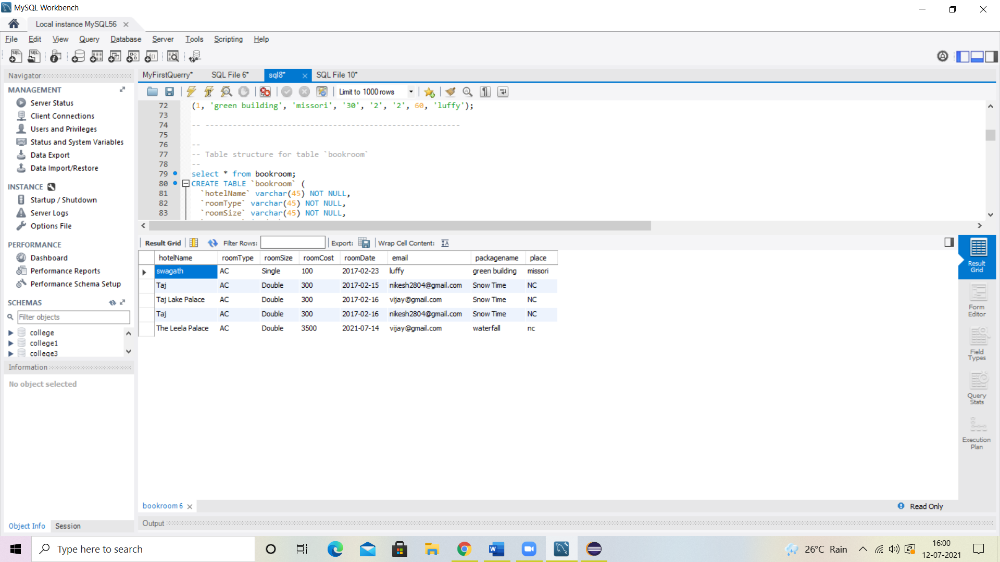 MySQL Workbench
Local instance MySQL56
File Edit View Query Database Server Tools Scripting Help
Navigator
MyFirstQuerry* SQL File 6* sql8* SQL File 10*
MANAGEMENT
Server Status
Client Connections
Users and Privileges
Status and System Variables
Data Export
Data Import/Restore
INSTANCE
Startup / Shutdown
Server Logs
Options File
PERFORMANCE
Dashboard
Performance Reports
Performance Schema Setup
SCHEMAS
Filter objects
college
college1
college3
Information
No object selected
Object Info Session
Limit to 1000 rows
72 (1, 'green building', 'missori', '30', '2', '2', 60, 'luffy');
73
74 -- --------------------------------------------------------
75
76 --
77 -- Table structure for table `bookroom`
78 --
79 select * from bookroom;
80 CREATE TABLE `bookroom` (
81 `hotelName` varchar(45) NOT NULL,
82 `roomType` varchar(45) NOT NULL,
83 `roomSize` varchar(45) NOT NULL,
Result Grid Filter Rows: Export: Wrap Cell Content:
hotelName roomType roomSize roomCost roomDate email packagename place
swagath AC Single 100 2017-02-23 luffy green building missori
Taj AC Double 300 2017-02-15 nikesh2804@gmail.com Snow Time NC
Taj Lake Palace AC Double 300 2017-02-16 vijay@gmail.com Snow Time NC
Taj AC Double 300 2017-02-16 nikesh2804@gmail.com Snow Time NC
The Leela Palace AC Double 3500 2021-07-14 vijay@gmail.com waterfall nc
Result
Grid
Form
Editor
Field
Types
Query
Stats
Execution
Plan
bookroom 6
Read Only
Output
Type here to search
26°C Rain
16:00
12-07-2021